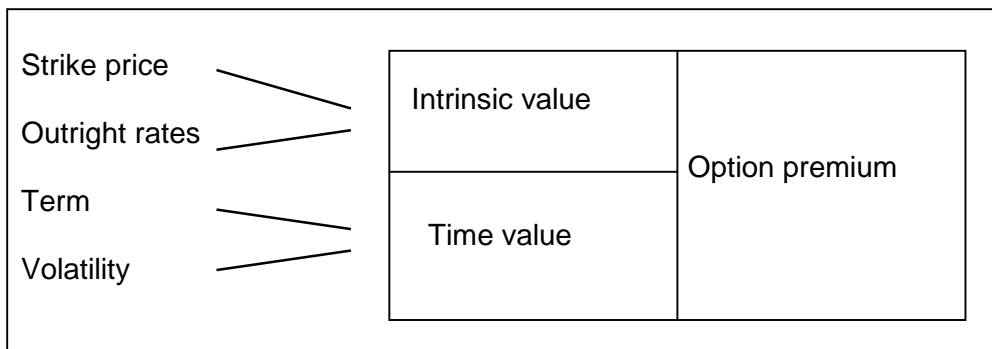 Strike price
Outright rates
Term
Volatility
Intrinsic value
Time value
Option premium